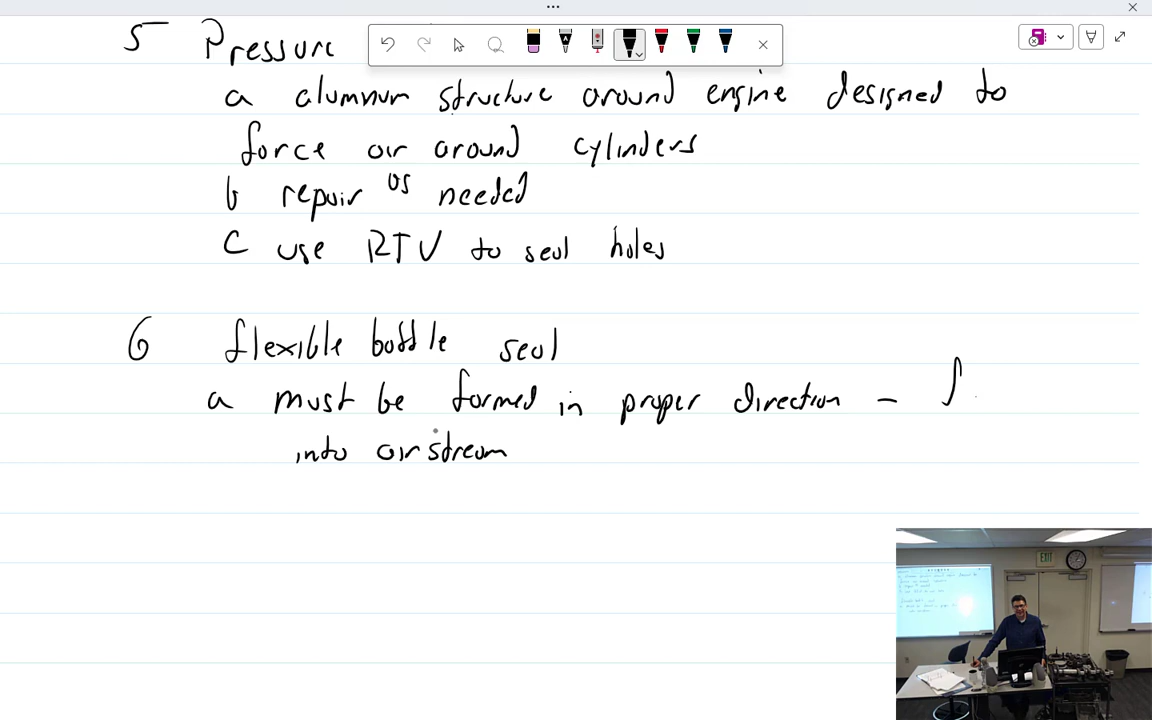 5 Pressure
a alumnum structure around engine designed to
force air around cylinders
b repair as needed
c use RTV to seal holes
6 flexible baffle seal
a must be formed in proper direction –
into airstream
EXIT